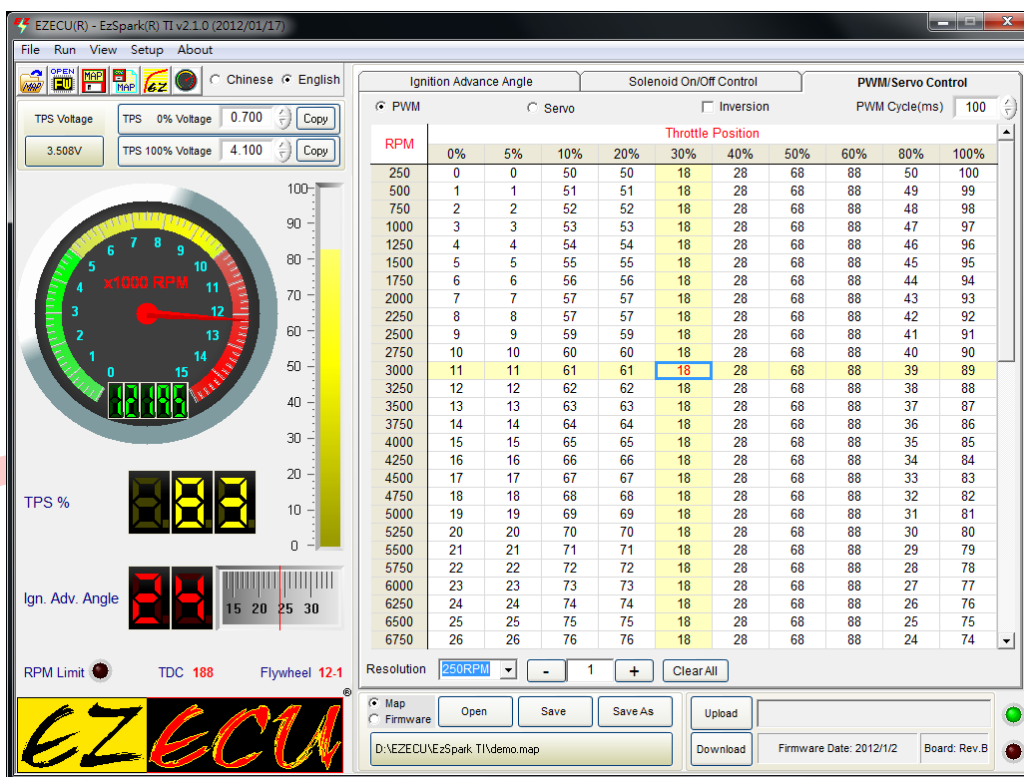 EZECU(R) - EzSpark(R) TI v2.1.0 (2012/01/17)
File Run View Setup About
MAP OPEN FW MAP MAP EZ Chinese English
TPS Voltage
3.508V
TPS 0% Voltage 0.700 Copy
TPS 100% Voltage 4.100 Copy
0 1 2 3 4 5 6 7 8 9 10 11 12 13 14 15
x1000 RPM
12195
100
90
80
70
60
50
40
30
20
10
0
TPS % 83
Ign. Adv. Angle 24
15 20 25 30
RPM Limit TDC 188 Flywheel 12-1
EZECU ®
Ignition Advance Angle Solenoid On/Off Control PWM/Servo Control
PWM Servo Inversion PWM Cycle(ms) 100
RPM Throttle Position
0% 5% 10% 20% 30% 40% 50% 60% 80% 100%
250 0 0 50 50 18 28 68 88 50 100
500 1 1 51 51 18 28 68 88 49 99
750 2 2 52 52 18 28 68 88 48 98
1000 3 3 53 53 18 28 68 88 47 97
1250 4 4 54 54 18 28 68 88 46 96
1500 5 5 55 55 18 28 68 88 45 95
1750 6 6 56 56 18 28 68 88 44 94
2000 7 7 57 57 18 28 68 88 43 93
2250 8 8 57 57 18 28 68 88 42 92
2500 9 9 59 59 18 28 68 88 41 91
2750 10 10 60 60 18 28 68 88 40 90
3000 11 11 61 61 18 28 68 88 39 89
3250 12 12 62 62 18 28 68 88 38 88
3500 13 13 63 63 18 28 68 88 37 87
3750 14 14 64 64 18 28 68 88 36 86
4000 15 15 65 65 18 28 68 88 35 85
4250 16 16 66 66 18 28 68 88 34 84
4500 17 17 67 67 18 28 68 88 33 83
4750 18 18 68 68 18 28 68 88 32 82
5000 19 19 69 69 18 28 68 88 31 81
5250 20 20 70 70 18 28 68 88 30 80
5500 21 21 71 71 18 28 68 88 29 79
5750 22 22 72 72 18 28 68 88 28 78
6000 23 23 73 73 18 28 68 88 27 77
6250 24 24 74 74 18 28 68 88 26 76
6500 25 25 75 75 18 28 68 88 25 75
6750 26 26 76 76 18 28 68 88 24 74
Resolution 250RPM - 1 + Clear All
Map
Firmware
Open Save Save As
D:\EZECU\EzSpark TI\demo.map
Upload
Download Firmware Date: 2012/1/2 Board: Rev.B